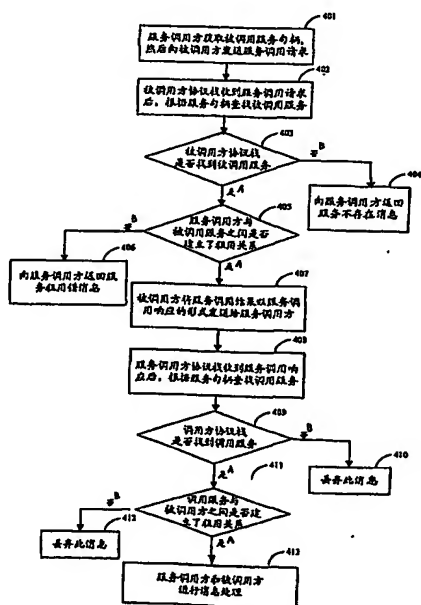 401
服务调用方获取被调用服务句柄,
然后向被调用方发送服务调用请求
402
被调用方协议栈收到服务调用请求
后,根据服务句柄查找被调用服务
403
被调用方协议栈
是否找到被调用服务
否 B
404
是 A
向服务调用方返回
服务不存在消息
405
服务调用方与
被调用服务之间是否
建立了租用关系
B
否
406
向服务调用方返回服
务租用错消息
是 A
407
被调用方将服务调用结果以服务调
用响应的形式发送给服务调用方
408
服务调用方协议栈收到服务调用响
应后,根据服务句柄查找调用服务
409
调用方协议栈
是否找到调用服务
B
否
410
丢弃此消息
是 A
411
调用服务与
被调用方之间是否建
立了租用关系
否 B
412
丢弃此消息
是 A
413
服务调用方和被调用方
进行消息处理